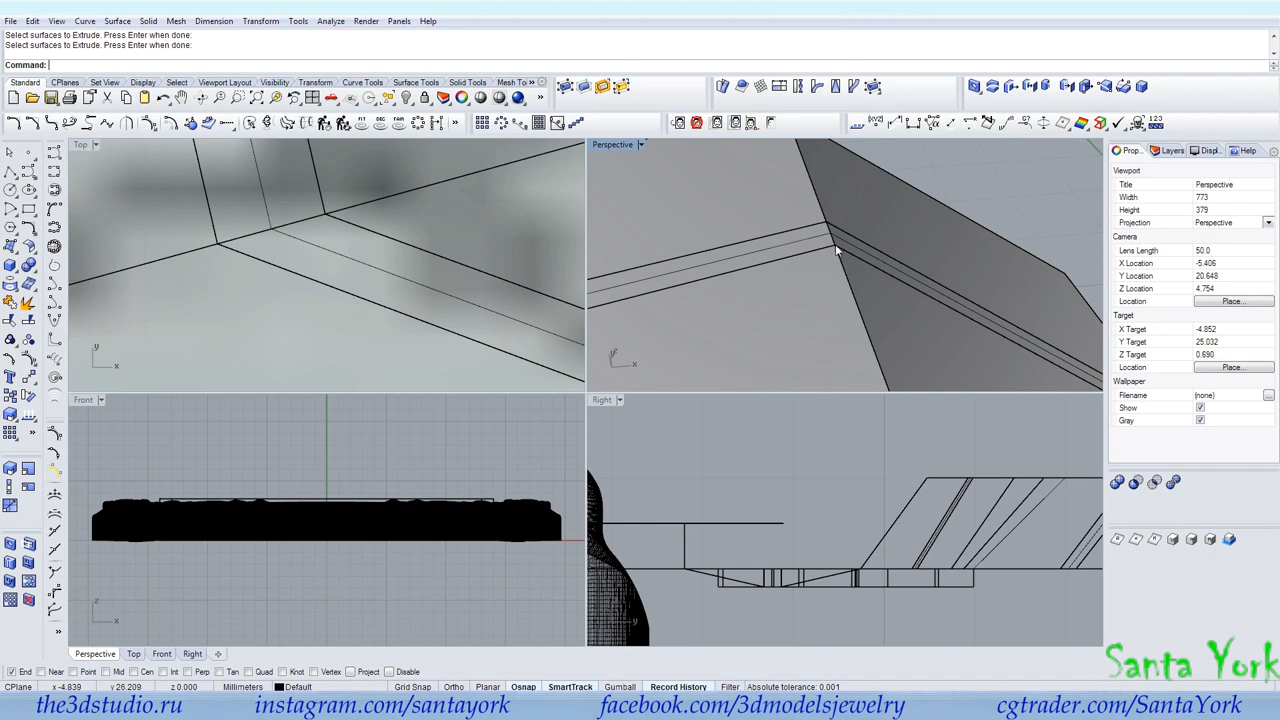 File Edit View Curve Surface Solid Mesh Dimension Transform Tools Analyze Render Panels Help
Select surfaces to Extrude. Press Enter when done:
Select surfaces to Extrude. Press Enter when done:
Command:
Standard CPlanes Set View Display Select Viewport Layout Visibility Transform Curve Tools Surface Tools Solid Tools Mesh To
Top
Perspective
Front
Right
Prop... Layers Displ... Help
Viewport
Title Perspective
Width 773
Height 379
Projection Perspective
Camera
Lens Length 50.0
X Location -5.406
Y Location 20.648
Z Location 4.754
Location Place...
Target
X Target -4.852
Y Target 25.032
Z Target 0.690
Location Place...
Wallpaper
Filename (none)
Show
Gray
Perspective Top Front Right
End Near Point Mid Cen Int Perp Tan Quad Knot Vertex Project Disable
CPlane x -4.839 y 26.209 z 0.000 Millimeters Default Grid Snap Ortho Planar Osnap SmartTrack Gumball Record History Filter Absolute tolerance: 0.001
Santa York
the3dstudio.ru instagram.com/santayork facebook.com/3dmodelsjewelry cgtrader.com/SantaYork